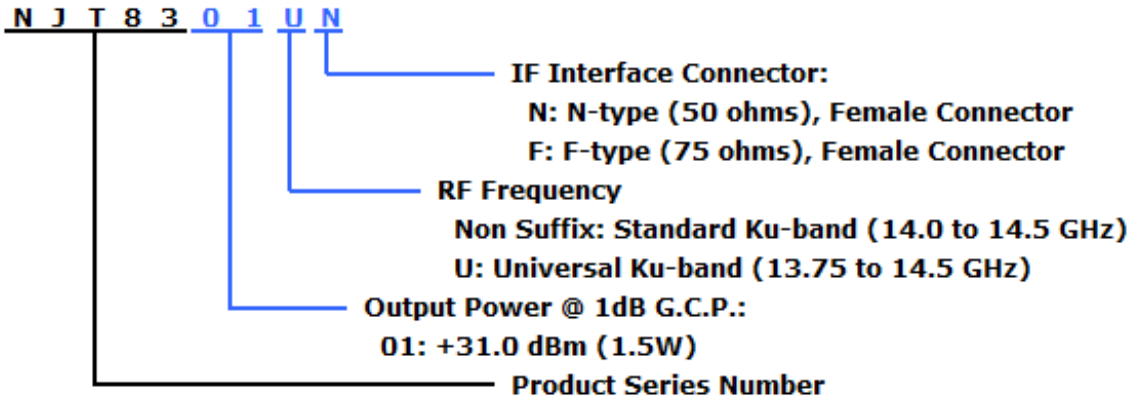 N J T 8 3 0 1 U N
IF Interface Connector:
N: N-type (50 ohms), Female Connector
F: F-type (75 ohms), Female Connector
RF Frequency
Non Suffix: Standard Ku-band (14.0 to 14.5 GHz)
U: Universal Ku-band (13.75 to 14.5 GHz)
Output Power @ 1dB G.C.P.:
01: +31.0 dBm (1.5W)
Product Series Number